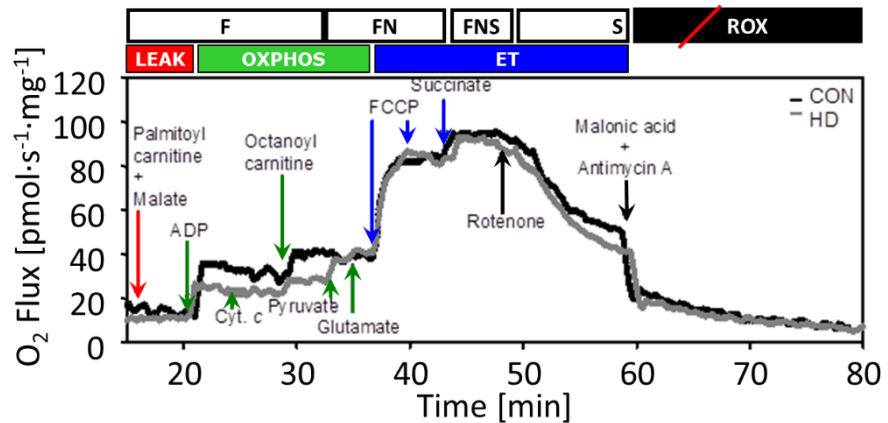 F FN FNS S ROX
LEAK OXPHOS ET
120
100
80
60
40
20
0
O₂ Flux [pmol·s⁻¹·mg⁻¹]
Palmitoyl
carnitine
+
Malate
ADP
Octanoyl
carnitine
FCCP
Succinate
CON
HD
Malonic acid
+
Antimycin A
Rotenone
Cyt. c
Pyruvate
Glutamate
20 30 40 50 60 70 80
Time [min]